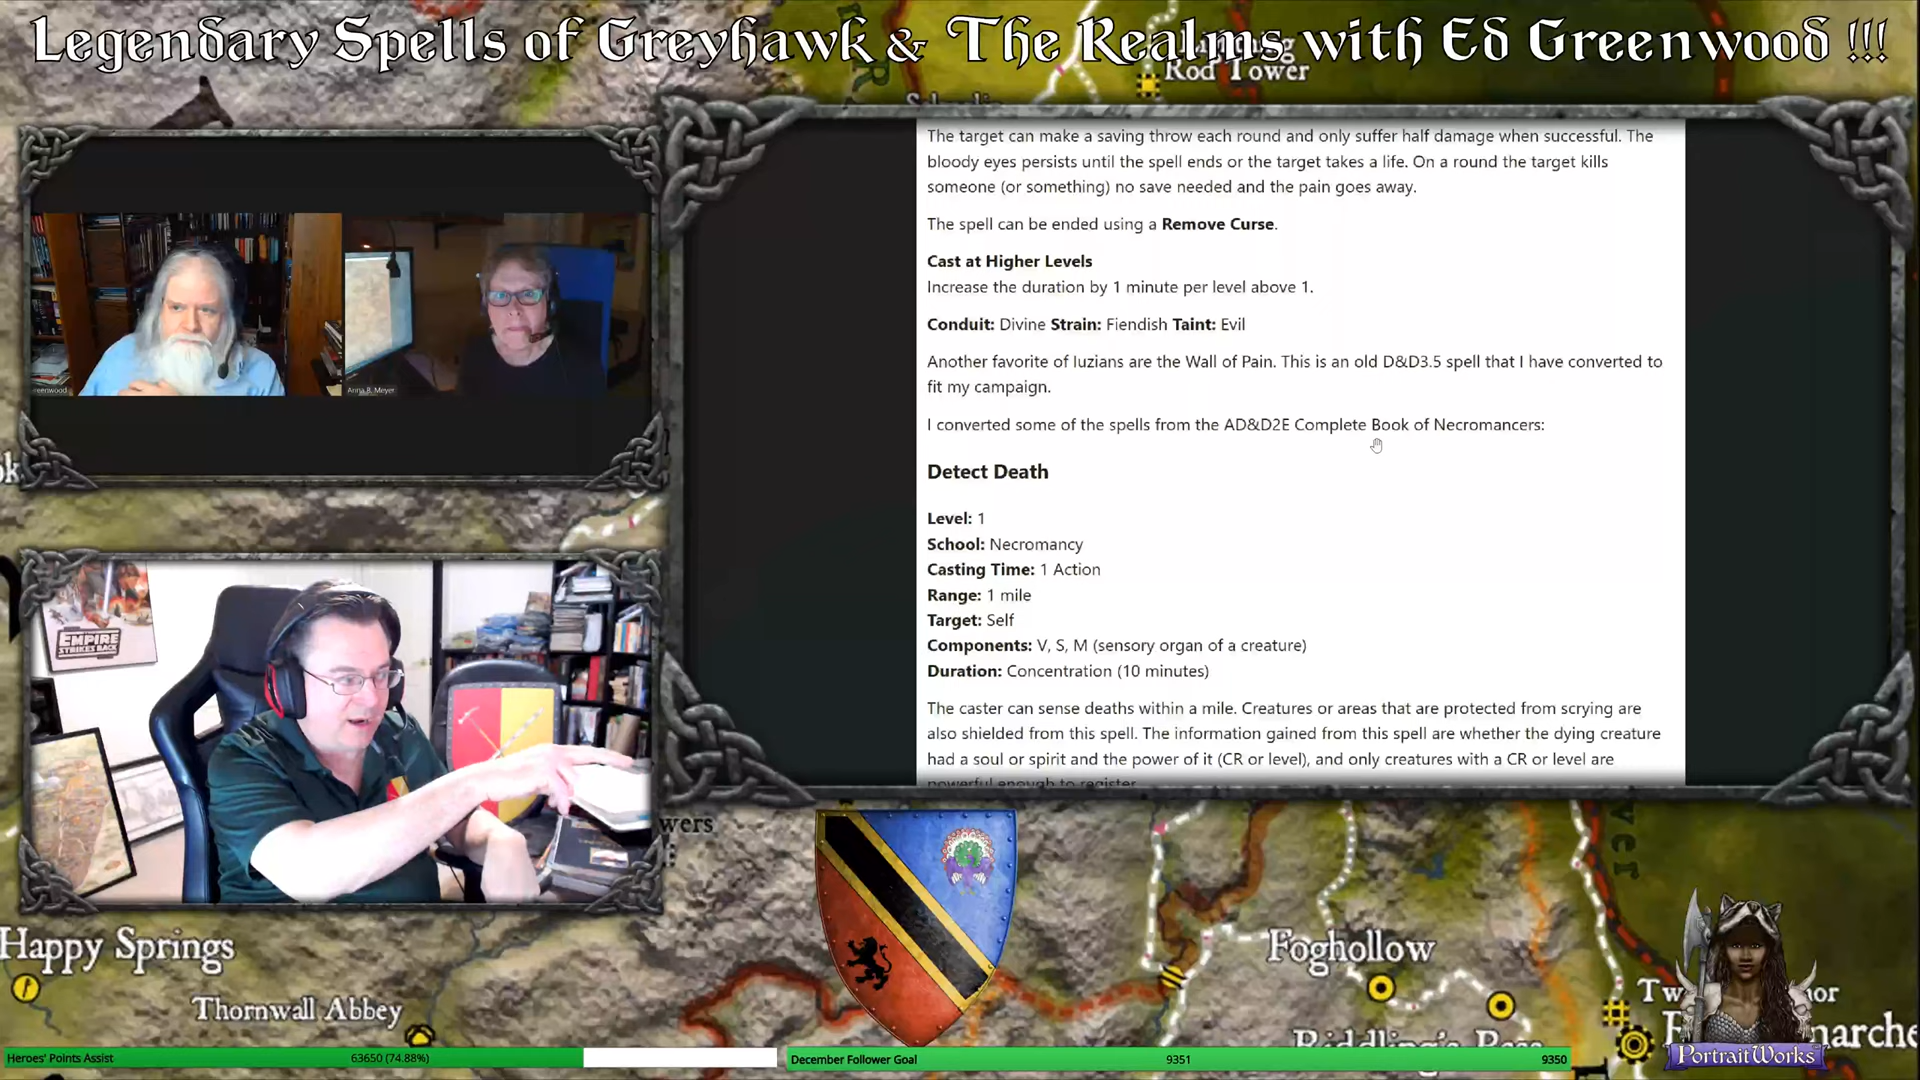 Legendary Spells of Greyhawk & The Realms with Ed Greenwood !!!
Rod Tower
The target can make a saving throw each round and only suffer half damage when successful. The
bloody eyes persists until the spell ends or the target takes a life. On a round the target kills
someone (or something) no save needed and the pain goes away.
The spell can be ended using a Remove Curse.
Cast at Higher Levels
Increase the duration by 1 minute per level above 1.
Conduit: Divine Strain: Fiendish Taint: Evil
Another favorite of Iuzians are the Wall of Pain. This is an old D&D3.5 spell that I have converted to
fit my campaign.
I converted some of the spells from the AD&D2E Complete Book of Necromancers:
Detect Death
Level: 1
School: Necromancy
Casting Time: 1 Action
Range: 1 mile
Target: Self
Components: V, S, M (sensory organ of a creature)
Duration: Concentration (10 minutes)
The caster can sense deaths within a mile. Creatures or areas that are protected from scrying are
also shielded from this spell. The information gained from this spell are whether the dying creature
had a soul or spirit and the power of it (CR or level), and only creatures with a CR or level are
powerful enough to register
Anna B. Meyer
EMPIRE
STRIKES BACK
Happy Springs
Thornwall Abbey
Foghollow
PortraitWorks
Heroes' Points Assist 63650 (74.88%)
December Follower Goal 9351 9350